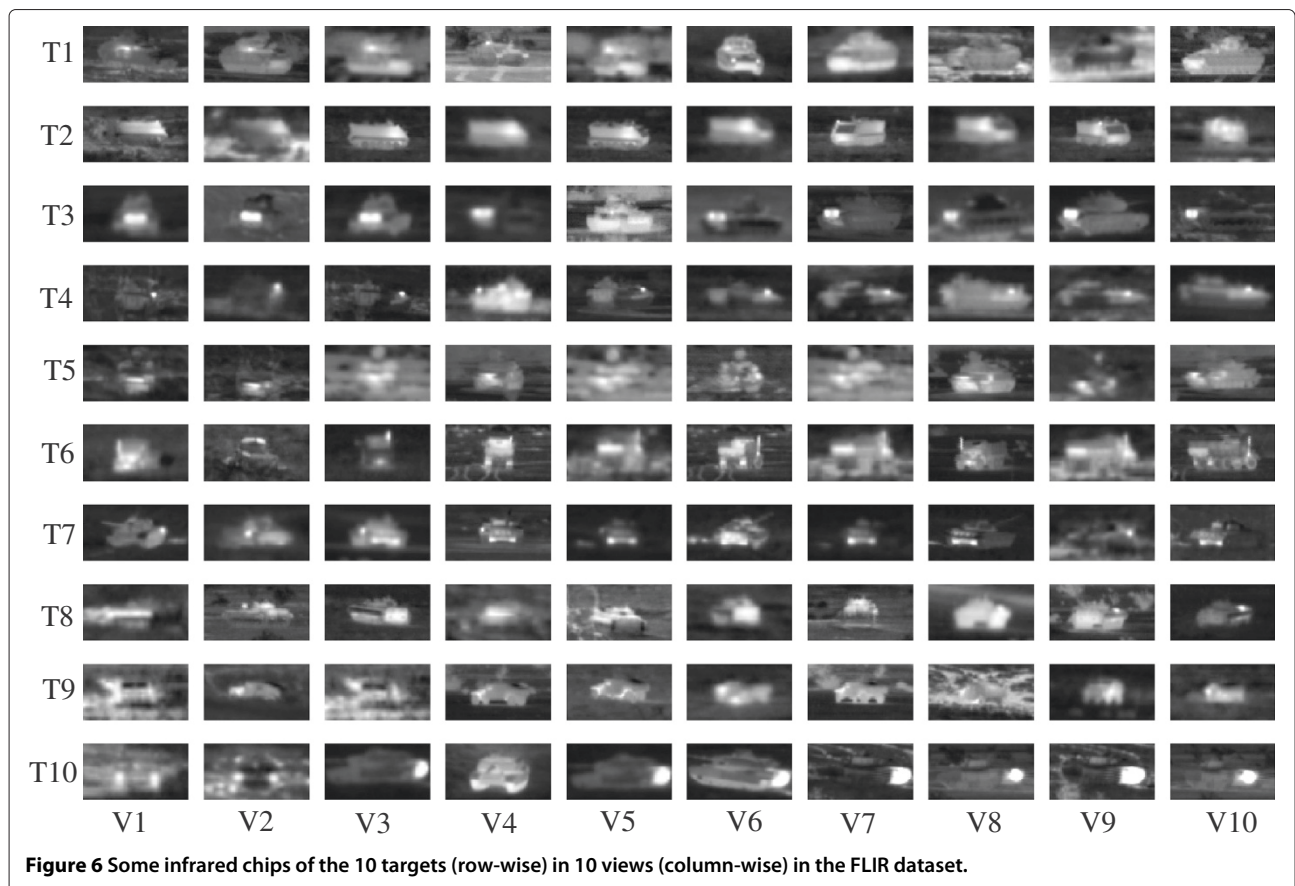 T1
T2
T3
T4
T5
T6
T7
T8
T9
T10
V1 V2 V3 V4 V5 V6 V7 V8 V9 V10
Figure 6 Some infrared chips of the 10 targets (row-wise) in 10 views (column-wise) in the FLIR dataset.